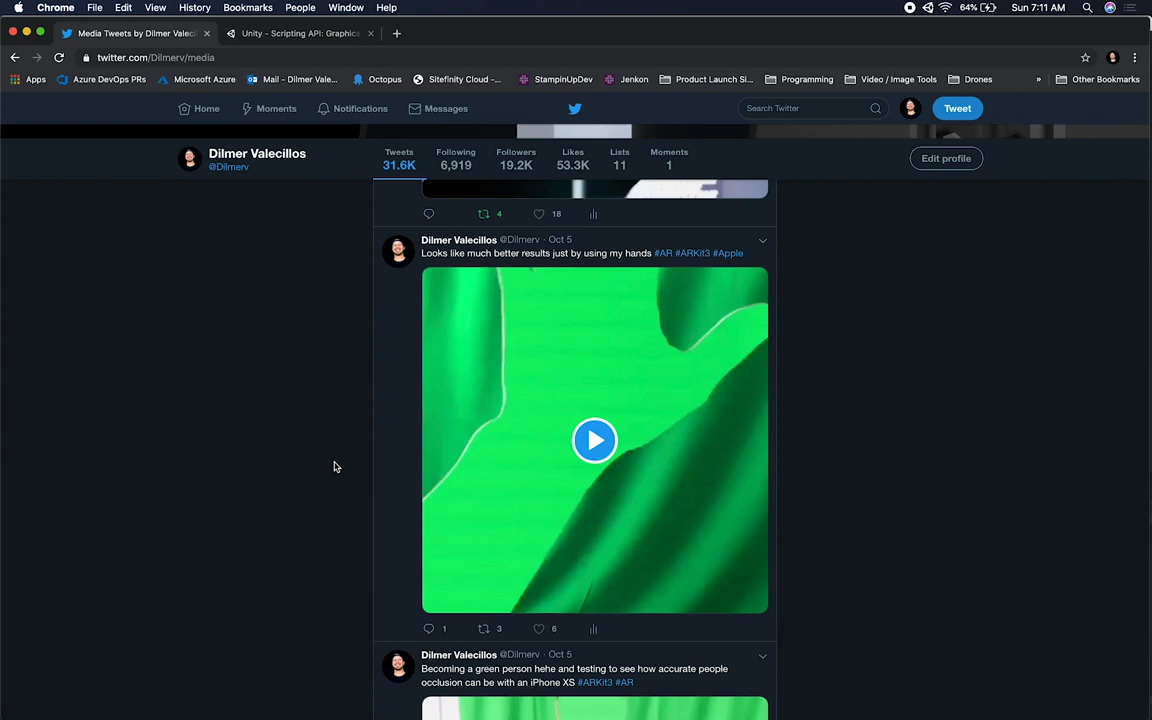 Chrome File Edit View History Bookmarks People Window Help 64% Sun 7:11 AM
Media Tweets by Dilmer Valeci Unity - Scripting API: Graphics
twitter.com/Dilmerv/media
Apps Azure DevOps PRs Microsoft Azure Mail - Dilmer Vale... Octopus Sitefinity Cloud -... StampinUpDev Jenkon Product Launch Si... Programming Video / Image Tools Drones » Other Bookmarks
Home Moments Notifications Messages Search Twitter Tweet
Dilmer Valecillos
@Dilmerv
Tweets Following Followers Likes Lists Moments
31.6K 6,919 19.2K 53.3K 11 1
Edit profile
4 18
Dilmer Valecillos @Dilmerv · Oct 5
Looks like much better results just by using my hands #AR #ARKit3 #Apple
1 3 6
Dilmer Valecillos @Dilmerv · Oct 5
Becoming a green person hehe and testing to see how accurate people
occlusion can be with an iPhone XS #ARKit3 #AR